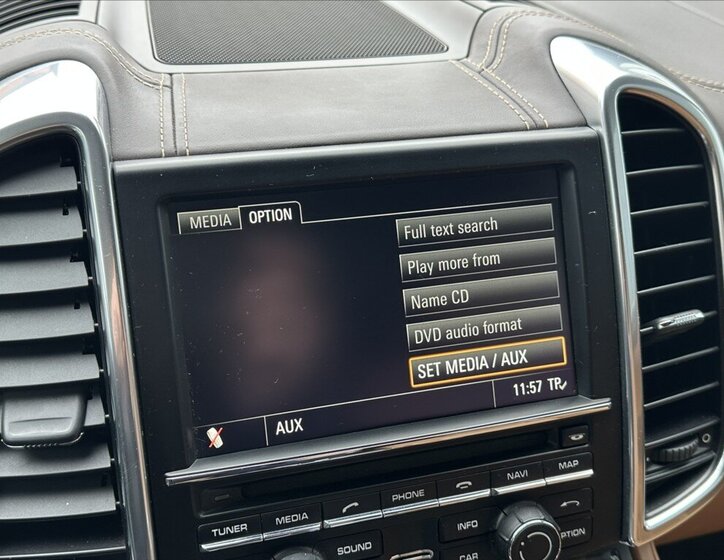 MEDIA OPTION
Full text search
Play more from
Name CD
DVD audio format
SET MEDIA / AUX
AUX
11:57 TP
TUNER MEDIA PHONE NAVI MAP
SOUND INFO OPTION
CAR